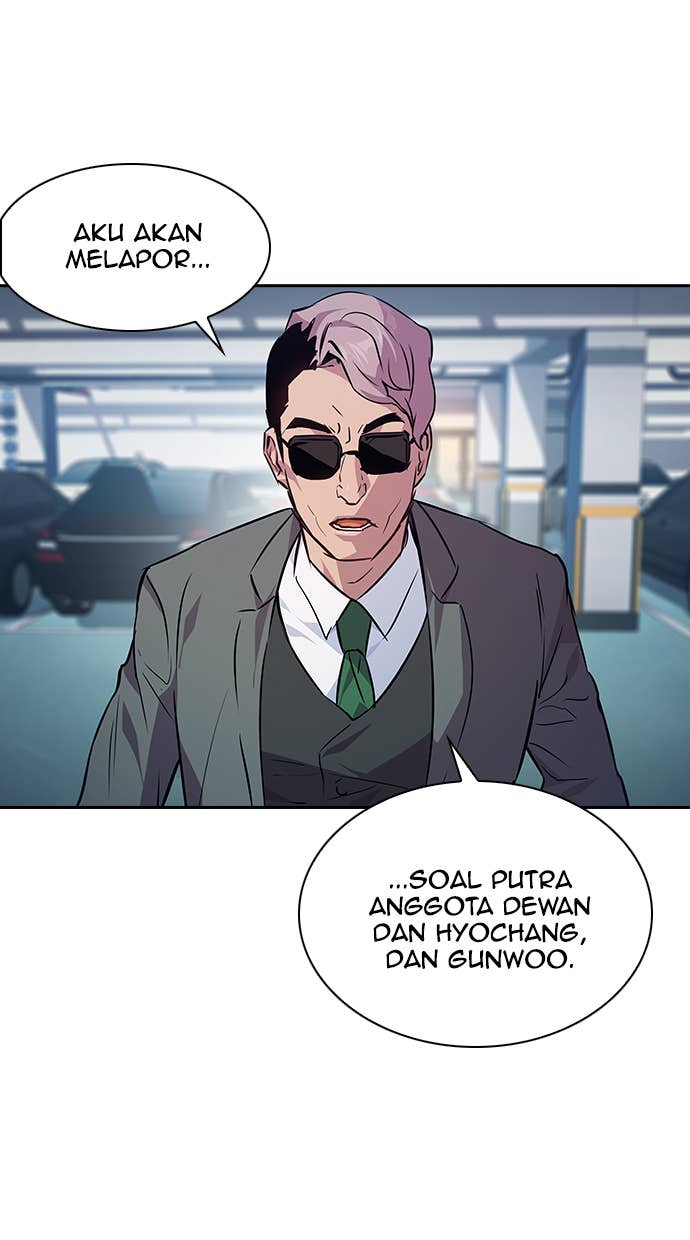 AKU AKAN
MELAPOR...
...SOAL PUTRA
ANGGOTA DEWAN
DAN HYOCHANG,
DAN GUNWOO.